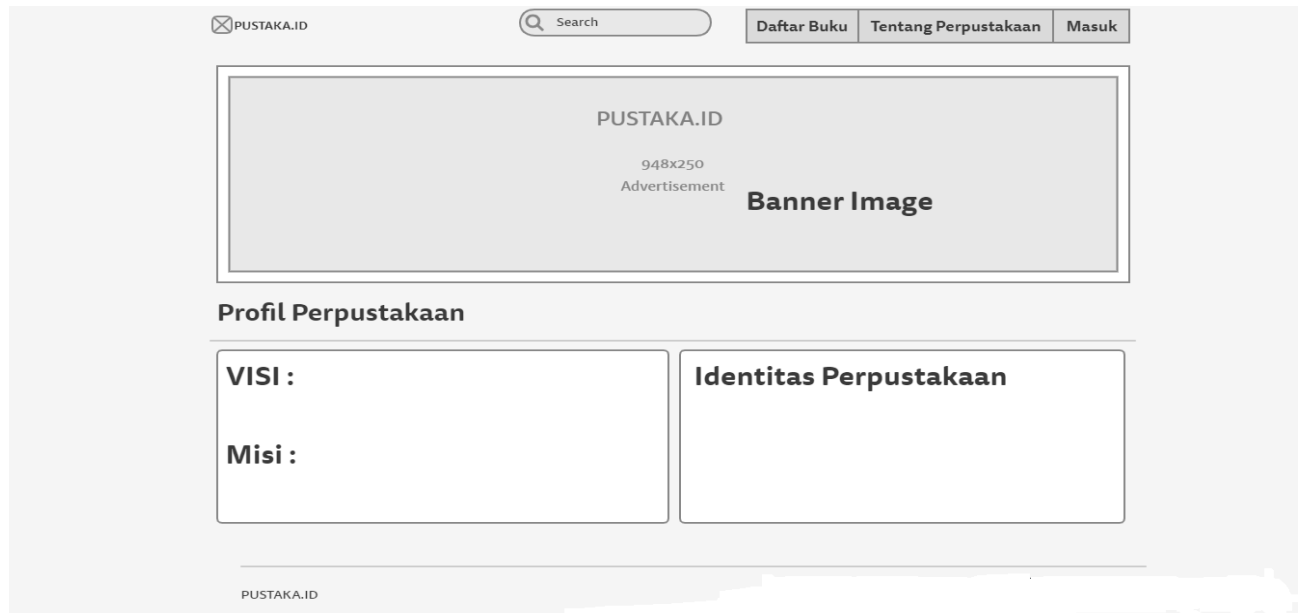 PUSTAKA.ID
Search
Daftar Buku
Tentang Perpustakaan
Masuk
PUSTAKA.ID
948x250
Advertisement
Banner Image
Profil Perpustakaan
VISI :
Misi :
Identitas Perpustakaan
PUSTAKA.ID